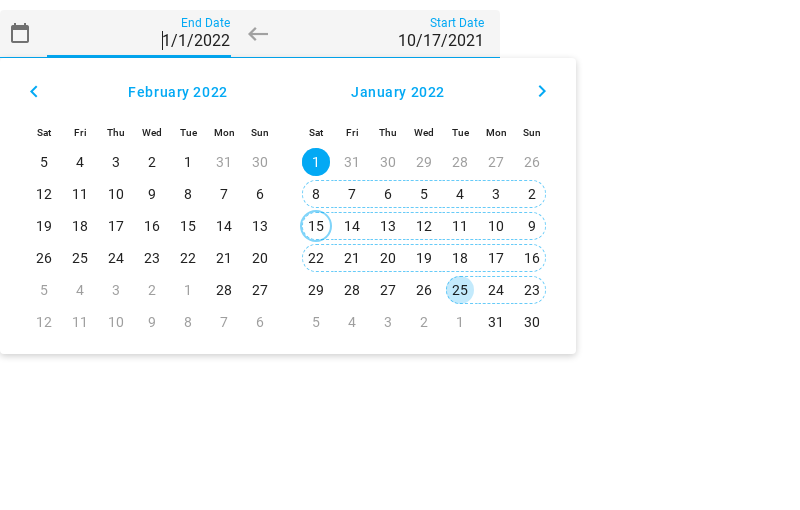 End Date Start Date
1/1/2022 10/17/2021
February 2022 January 2022
Sat Fri Thu Wed Tue Mon Sun Sat Fri Thu Wed Tue Mon Sun
5 4 3 2 1 31 30 1 31 30 29 28 27 26
12 11 10 9 8 7 6 8 7 6 5 4 3 2
19 18 17 16 15 14 13 15 14 13 12 11 10 9
26 25 24 23 22 21 20 22 21 20 19 18 17 16
5 4 3 2 1 28 27 29 28 27 26 25 24 23
12 11 10 9 8 7 6 5 4 3 2 1 31 30